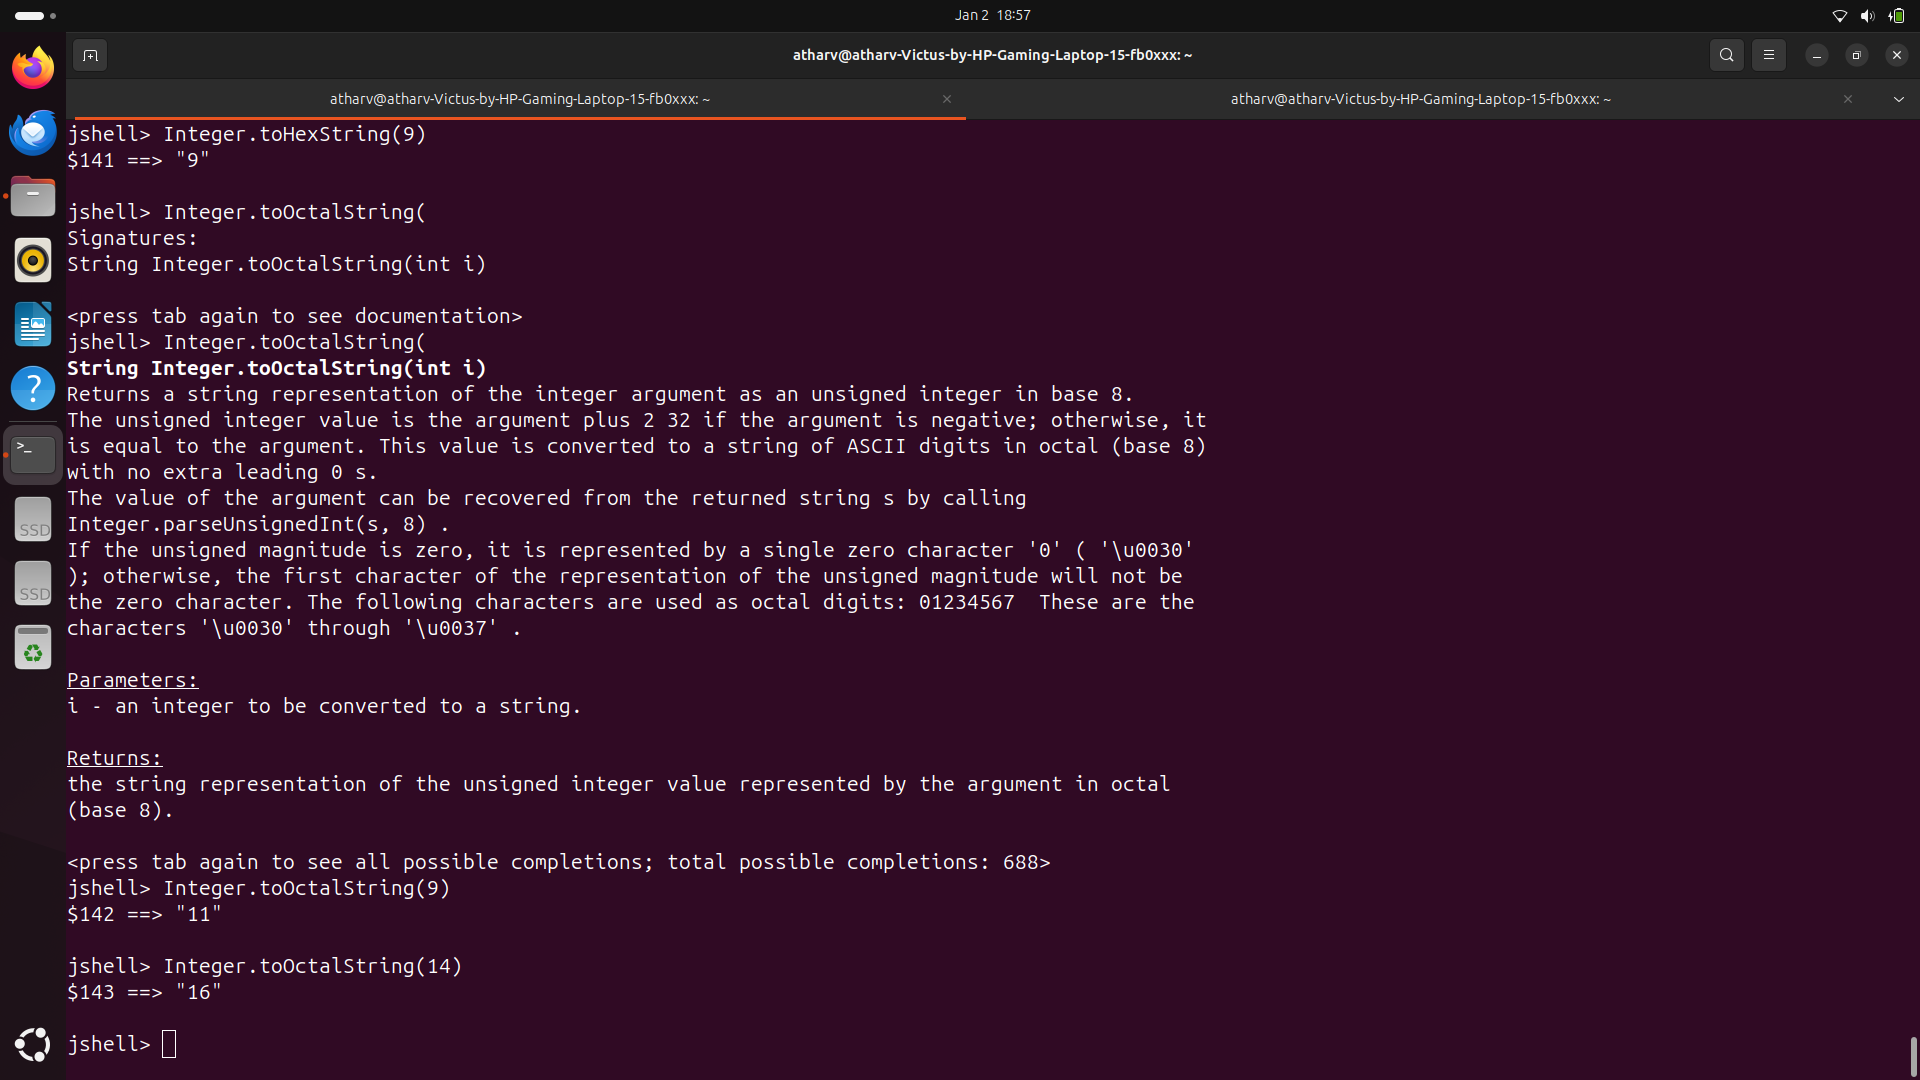 Jan 2 18:57
atharv@atharv-Victus-by-HP-Gaming-Laptop-15-fb0xxx: ~
atharv@atharv-Victus-by-HP-Gaming-Laptop-15-fb0xxx: ~
atharv@atharv-Victus-by-HP-Gaming-Laptop-15-fb0xxx: ~
jshell> Integer.toHexString(9)
$141 ==> "9"
jshell> Integer.toOctalString(
Signatures:
String Integer.toOctalString(int i)
<press tab again to see documentation>
jshell> Integer.toOctalString(
String Integer.toOctalString(int i)
Returns a string representation of the integer argument as an unsigned integer in base 8.
The unsigned integer value is the argument plus 2 32 if the argument is negative; otherwise, it
is equal to the argument. This value is converted to a string of ASCII digits in octal (base 8)
with no extra leading 0 s.
The value of the argument can be recovered from the returned string s by calling
Integer.parseUnsignedInt(s, 8) .
If the unsigned magnitude is zero, it is represented by a single zero character '0' ( '\u0030'
); otherwise, the first character of the representation of the unsigned magnitude will not be
the zero character. The following characters are used as octal digits: 01234567  These are the
characters '\u0030' through '\u0037' .
Parameters:
i - an integer to be converted to a string.
Returns:
the string representation of the unsigned integer value represented by the argument in octal
(base 8).
<press tab again to see all possible completions; total possible completions: 688>
jshell> Integer.toOctalString(9)
$142 ==> "11"
jshell> Integer.toOctalString(14)
$143 ==> "16"
jshell>
SSD
SSD